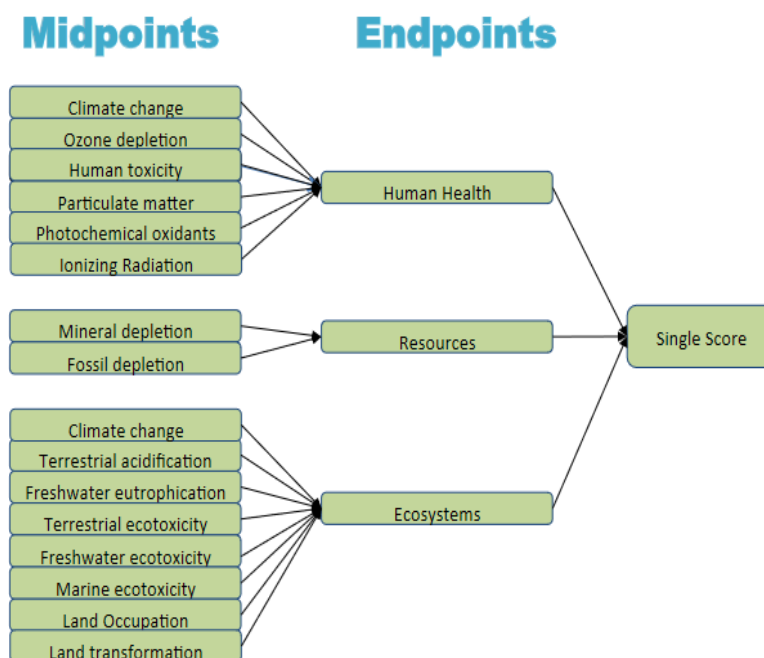 Midpoints
Endpoints
Climate change
Ozone depletion
Human toxicity
Particulate matter
Photochemical oxidants
Ionizing Radiation
Human Health
Mineral depletion
Fossil depletion
Resources
Single Score
Climate change
Terrestrial acidification
Freshwater eutrophication
Terrestrial ecotoxicity
Freshwater ecotoxicity
Marine ecotoxicity
Land Occupation
Land transformation
Ecosystems